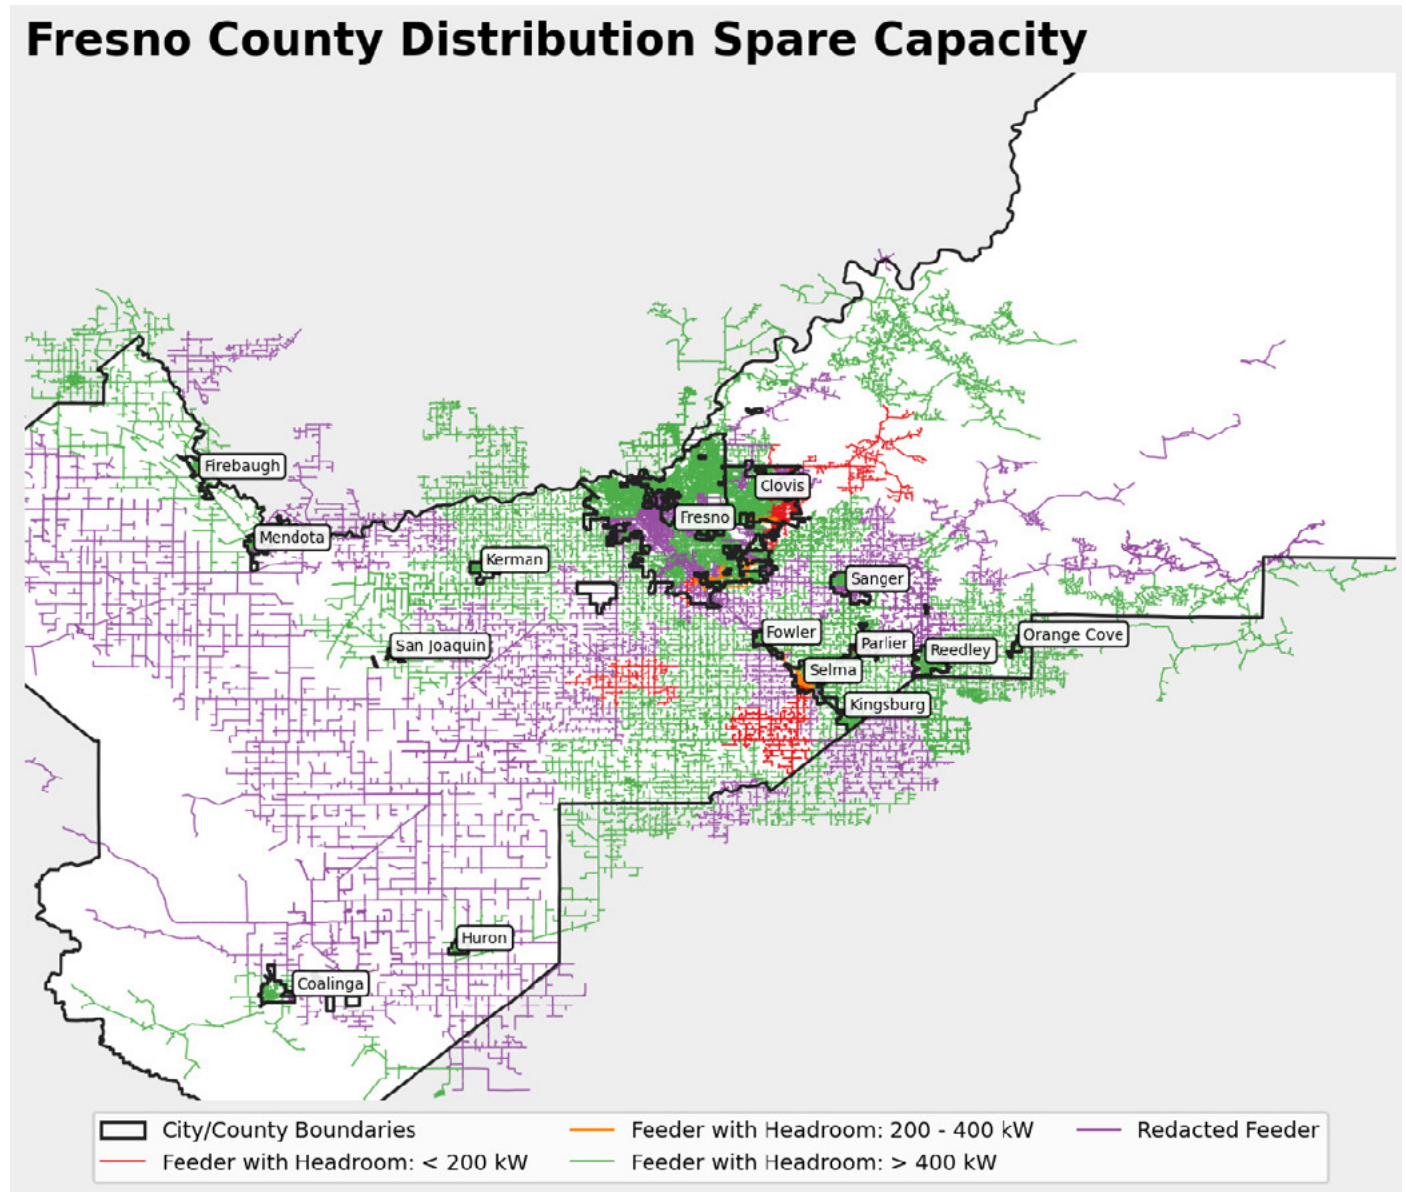 Fresno County Distribution Spare Capacity
Firebaugh
Clovis
Fresno
Mendota
Kerman
Sanger
Fowler
Orange Cove
San Joaquin
Parlier
Reedley
Selma
Kingsburg
Huron
Coalinga
City/County Boundaries
Feeder with Headroom: < 200 kW
Feeder with Headroom: 200 - 400 kW
Feeder with Headroom: > 400 kW
Redacted Feeder